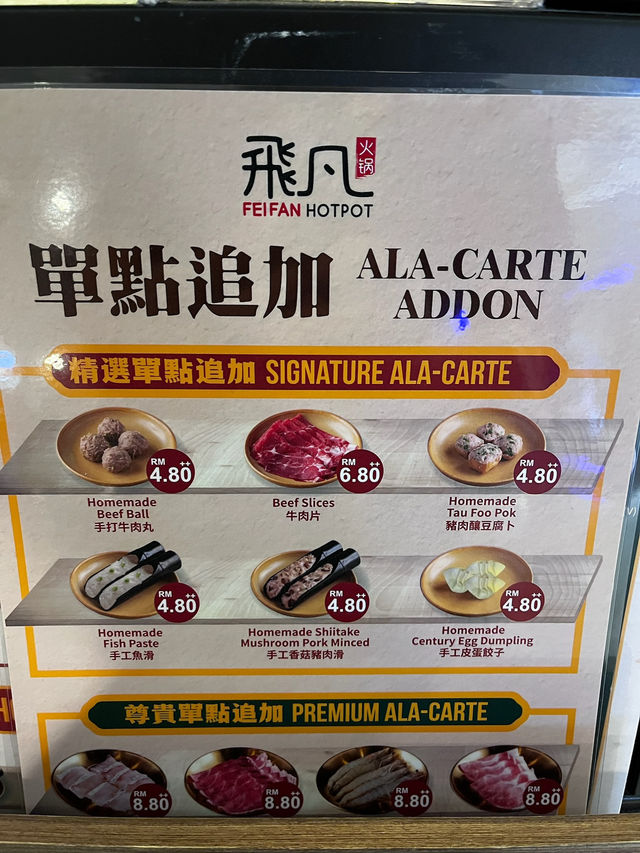 飛凡
火锅
FEIFAN HOTPOT
單點追加
ALA-CARTE
ADDON
精選單點追加 SIGNATURE ALA-CARTE
RM
4.80++
Homemade
Beef Ball
手打牛肉丸
RM
6.80++
Beef Slices
牛肉片
RM
4.80++
Homemade
Tau Foo Pok
豬肉釀豆腐卜
RM
4.80++
Homemade
Fish Paste
手工魚滑
RM
4.80++
Homemade Shiitake
Mushroom Pork Minced
手工香菇豬肉滑
RM
4.80++
Homemade
Century Egg Dumpling
手工皮蛋餃子
尊貴單點追加 PREMIUM ALA-CARTE
RM
8.80++
RM
8.80++
RM
8.80++
RM
8.80++